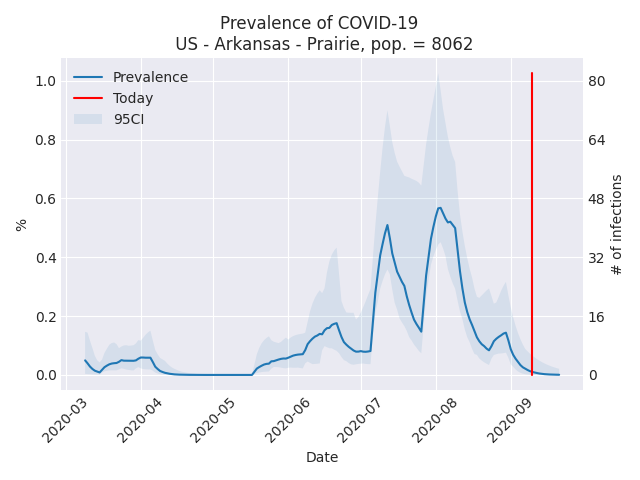 Prevalence of COVID-19
US - Arkansas - Prairie, pop. = 8062
Prevalence
Today
95CI
1.0
0.8
0.6
0.4
0.2
0.0
%
80
64
48
32
16
0
# of infections
2020-03
2020-04
2020-05
2020-06
2020-07
2020-08
2020-09
Date